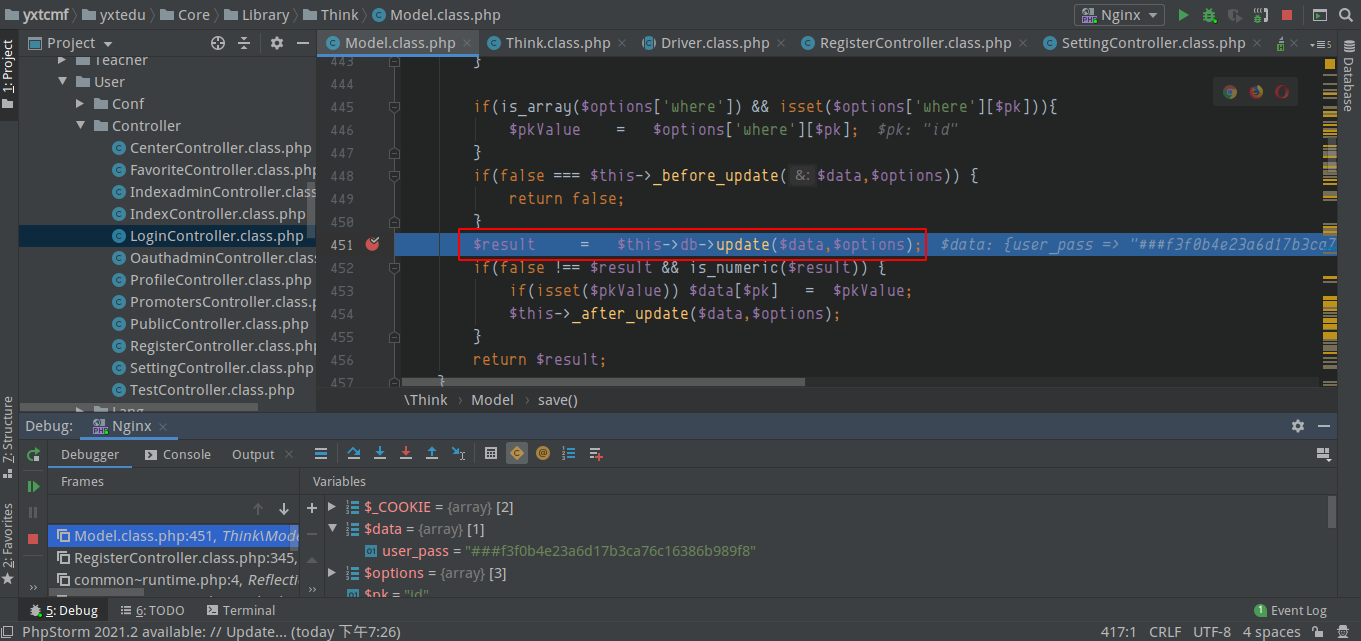 yxtcmf yxtedu Core Library Think Model.class.php Nginx
1: Project
Project Model.class.php Think.class.php Driver.class.php RegisterController.class.php SettingController.class.php
Database
Teacher
User
Conf
Controller
CenterController.class.php
FavoriteController.class.php
IndexadminController.class
IndexController.class.php
LoginController.class.php
OauthadminController.class
ProfileController.class.php
PromotersController.class.p
PublicController.class.php
RegisterController.class.php
SettingController.class.php
TestController.class.php
Lang
443 }
444
445 if(is_array($options['where']) && isset($options['where'][$pk])){
446 $pkValue = $options['where'][$pk]; $pk: "id"
447 }
448 if(false === $this->_before_update( &: $data,$options)) {
449 return false;
450 }
451 $result = $this->db->update($data,$options); $data: {user_pass => "###f3f0b4e23a6d17b3ca7
452 if(false !== $result && is_numeric($result)) {
453 if(isset($pkValue)) $data[$pk] = $pkValue;
454 $this->_after_update($data,$options);
455 }
456 return $result;
457 }
\Think Model save()
7: Structure
2: Favorites
Debug: Nginx
Debugger Console Output
Frames Variables
Model.class.php:451, Think\Mode
RegisterController.class.php:345,
common~runtime.php:4, Reflecti
$_COOKIE = {array} [2]
$data = {array} [1]
user_pass = "###f3f0b4e23a6d17b3ca76c16386b989f8"
$options = {array} [3]
$pk = "id"
5: Debug 6: TODO Terminal 1 Event Log
PhpStorm 2021.2 available: // Update... (today 下午7:26) 417:1 CRLF UTF-8 4 spaces